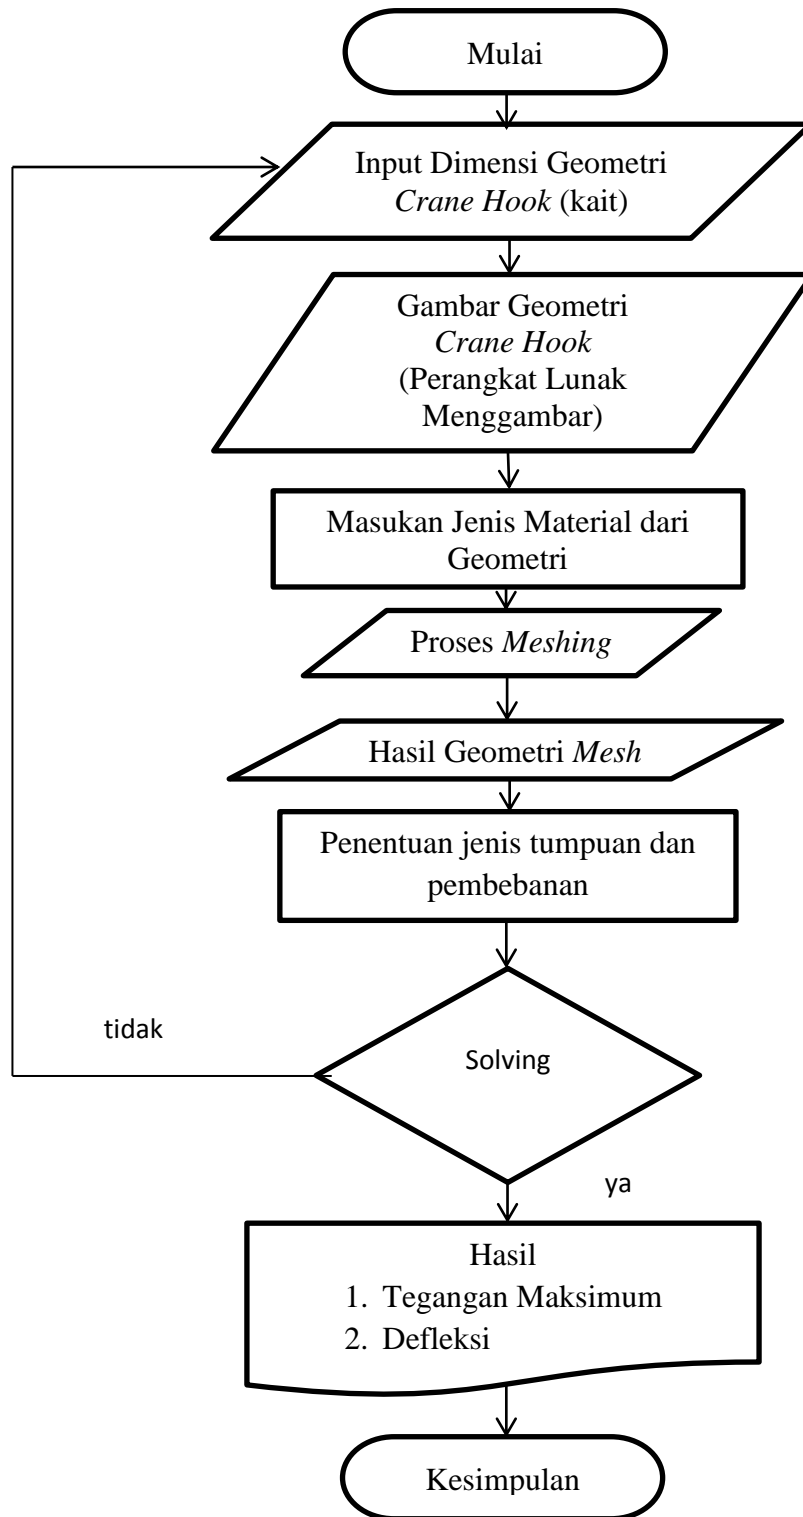 Mulai
Input Dimensi Geometri
Crane Hook (kait)
Gambar Geometri
Crane Hook
(Perangkat Lunak
Menggambar)
Masukan Jenis Material dari
Geometri
Proses Meshing
Hasil Geometri Mesh
Penentuan jenis tumpuan dan
pembebanan
tidak
Solving
ya
Hasil
1. Tegangan Maksimum
2. Defleksi
Kesimpulan